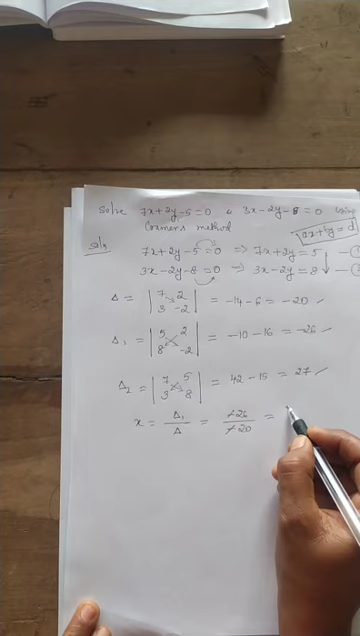 Solve 7x+2y-5=0 & 3x-2y-8=0 using
Cramer's method
Sol:
ax+by=d
7x+2y-5=0 ⇒ 7x+2y=5 —
3x-2y-8=0 ⇒ 3x-2y=8 —
Δ = | 7 2 |
| 3 -2 | = -14-6 = -20 ✓
Δ1 = | 5 2 |
| 8 -2 | = -10-16 = -26 ✓
Δ2 = | 7 5 |
| 3 8 | = 42-15 = 27 ✓
x = Δ1/Δ = -26/-20 =